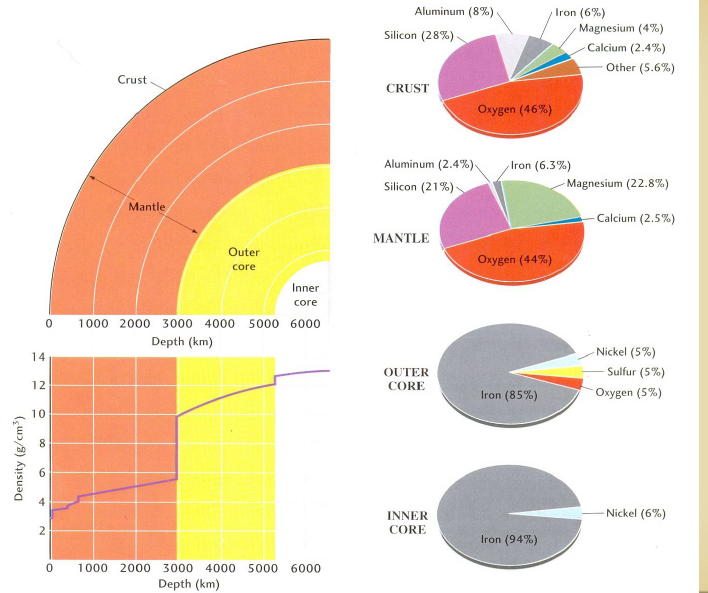 Crust
Mantle
Outer
core
Inner
core
0 1000 2000 3000 4000 5000 6000
Depth (km)
14
12
10
8
6
4
2
Density (g/cm³)
0 1000 2000 3000 4000 5000 6000
Depth (km)
CRUST
Aluminum (8%)
Iron (6%)
Magnesium (4%)
Silicon (28%)
Calcium (2.4%)
Other (5.6%)
Oxygen (46%)
MANTLE
Aluminum (2.4%)
Iron (6.3%)
Silicon (21%)
Magnesium (22.8%)
Calcium (2.5%)
Oxygen (44%)
OUTER
CORE
Nickel (5%)
Sulfur (5%)
Oxygen (5%)
Iron (85%)
INNER
CORE
Nickel (6%)
Iron (94%)